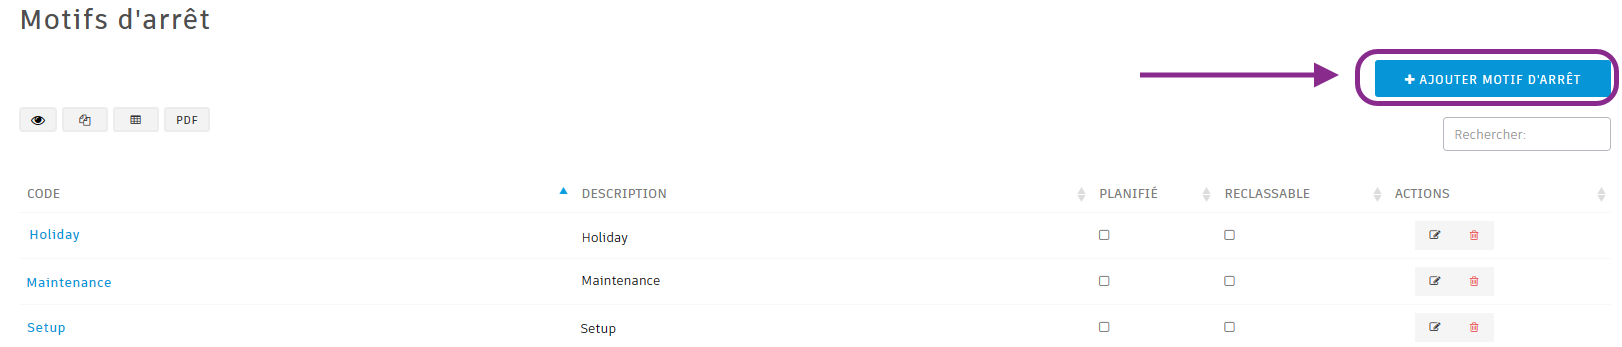 Motifs d'arrêt
AJOUTER MOTIF D'ARRÊT
PDF
Rechercher:
CODE DESCRIPTION PLANIFIÉ RECLASSABLE ACTIONS
Holiday Holiday
Maintenance Maintenance
Setup Setup